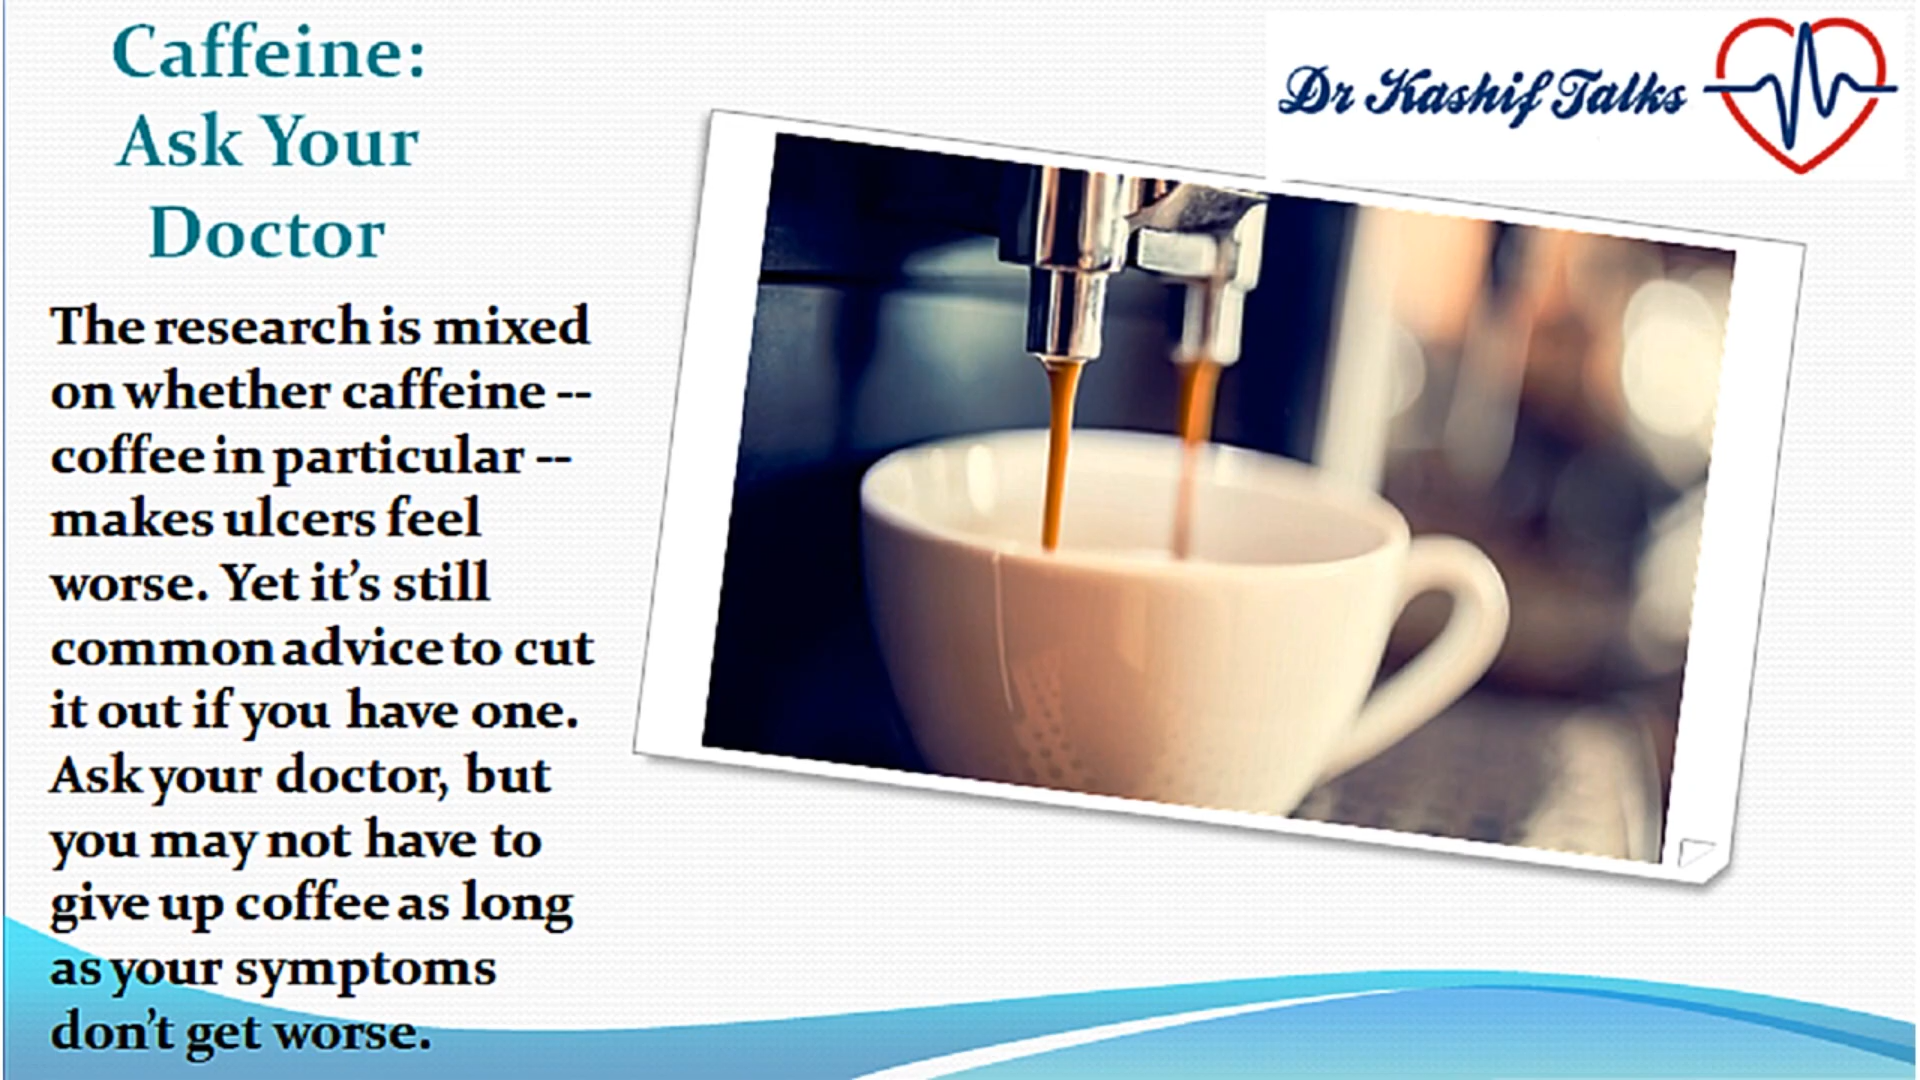 Caffeine:
Ask Your
Doctor
Dr Kashif Talks
The research is mixed
on whether caffeine --
coffee in particular --
makes ulcers feel
worse. Yet it’s still
common advice to cut
it out if you have one.
Ask your doctor, but
you may not have to
give up coffee as long
as your symptoms
don’t get worse.